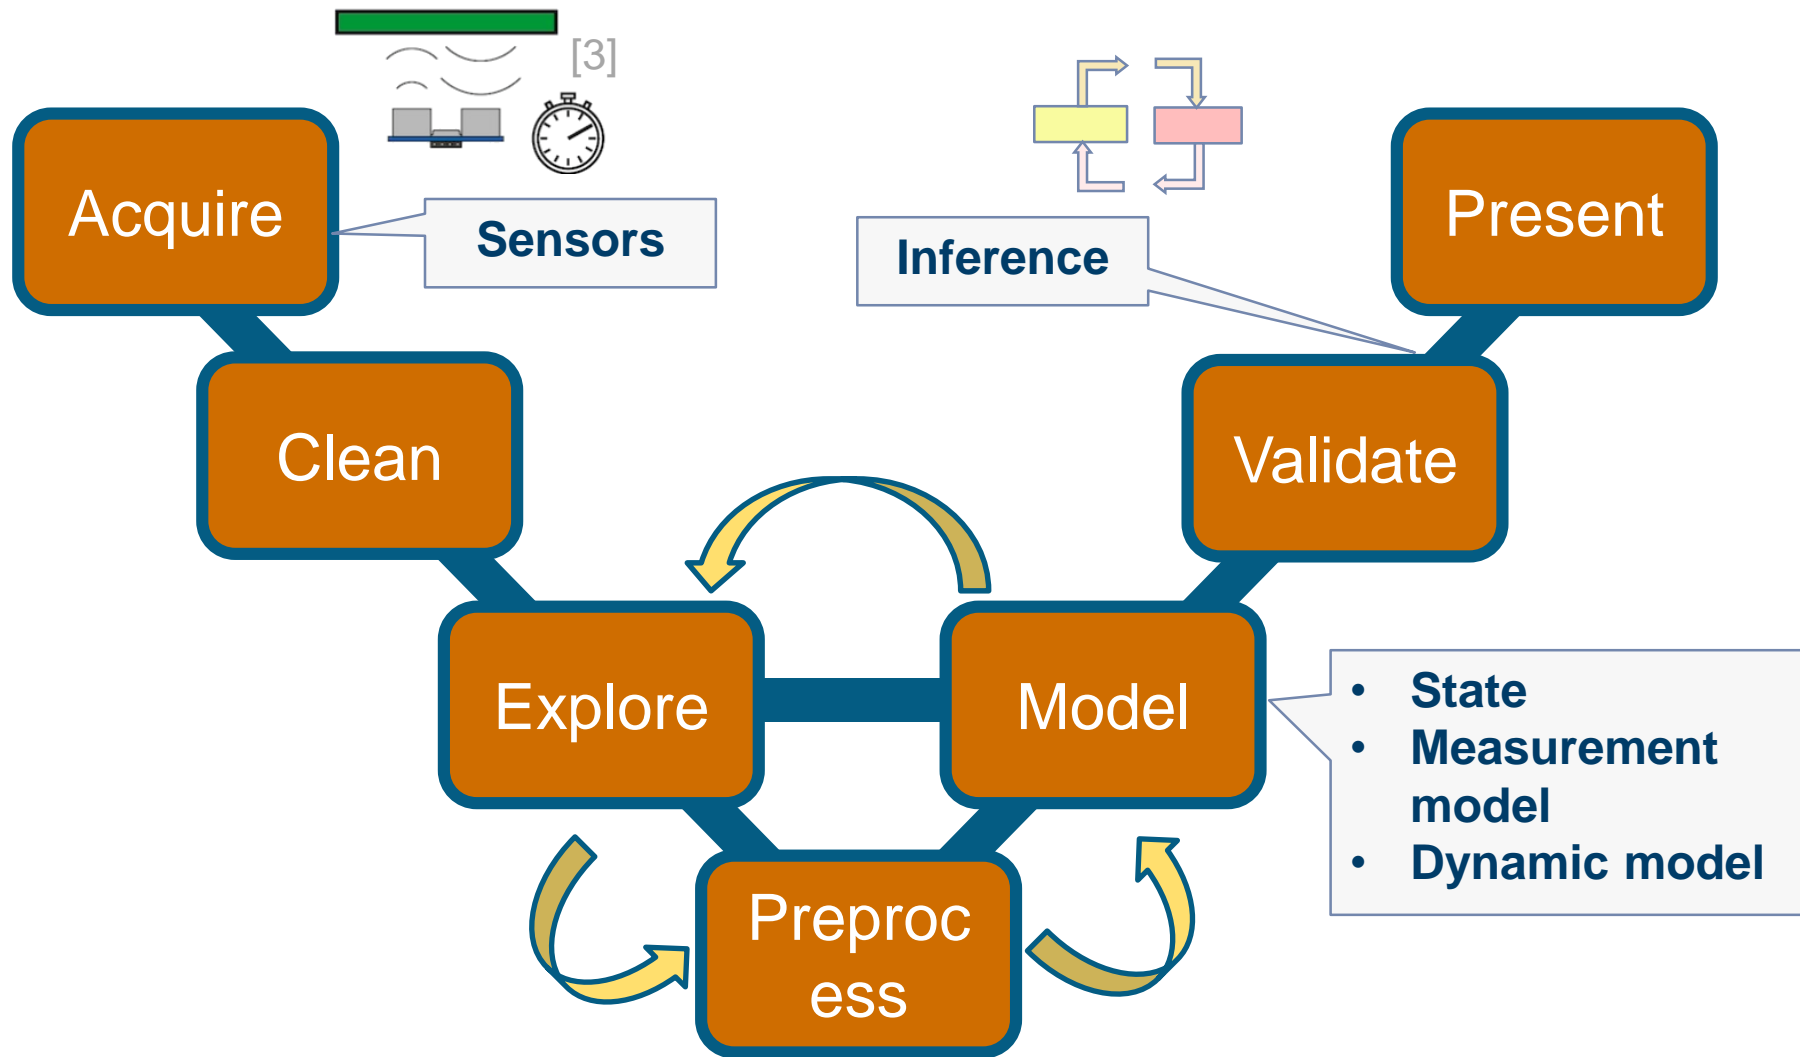 [3]
Acquire
Sensors
Inference
Present
Clean
Validate
Explore
Model
• State
• Measurement
model
• Dynamic model
Preproc
ess